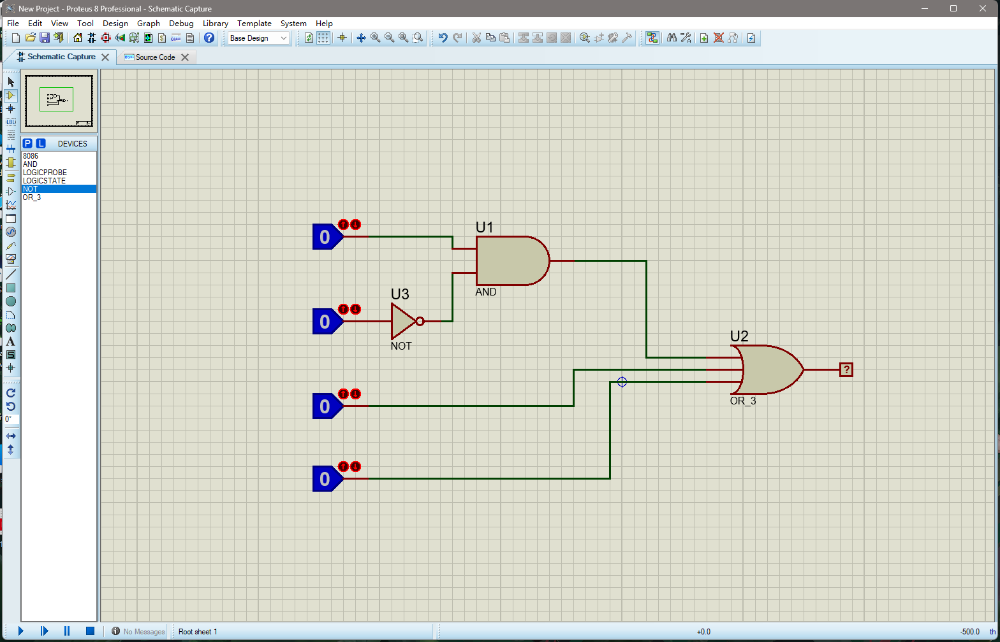 New Project - Proteus 8 Professional - Schematic Capture
File Edit View Tool Design Graph Debug Library Template System Help
Base Design
Schematic Capture
Source Code
LBL
P L DEVICES
8086
AND
LOGICPROBE
LOGICSTATE
NOT
OR_3
0
U1
AND
0
U3
NOT
U2
?
OR_3
0
0
A
S
0°
No Messages
Root sheet 1
+0.0
-500.0
th